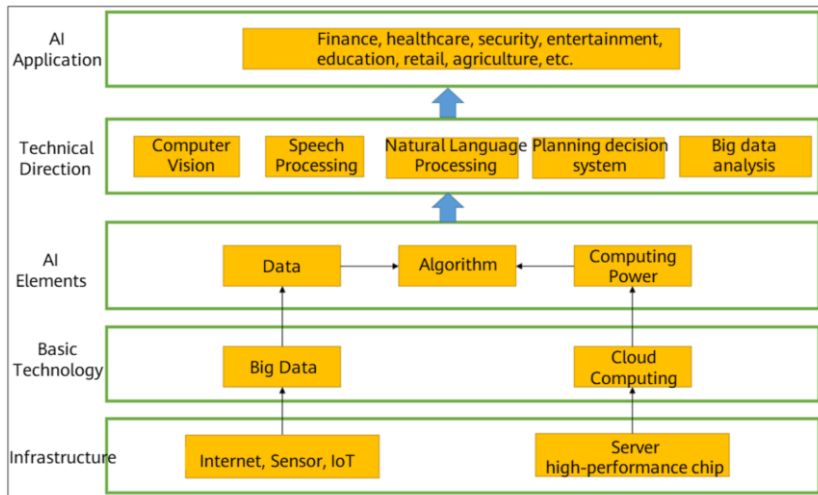 AI
Application
Finance, healthcare, security, entertainment,
education, retail, agriculture, etc.
Technical
Direction
Computer
Vision
Speech
Processing
Natural Language
Processing
Planning decision
system
Big data
analysis
AI
Elements
Data
Algorithm
Computing
Power
Basic
Technology
Big Data
Cloud
Computing
Infrastructure
Internet, Sensor, IoT
Server
high-performance chip